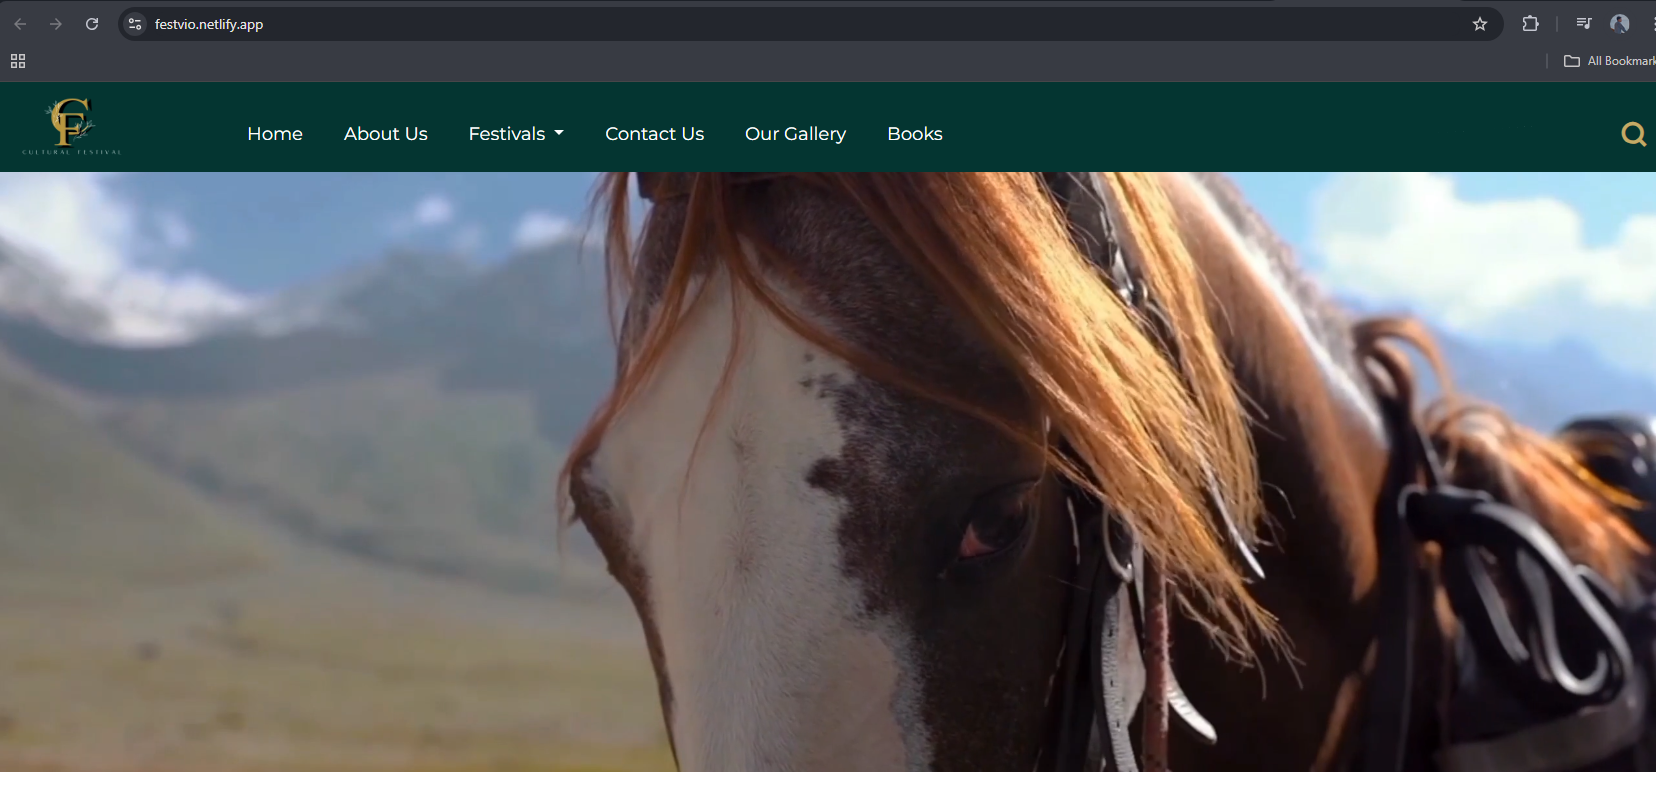 festvio.netlify.app
All Bookmark
CF
CULTURAL FESTIVAL
Home About Us Festivals Contact Us Our Gallery Books